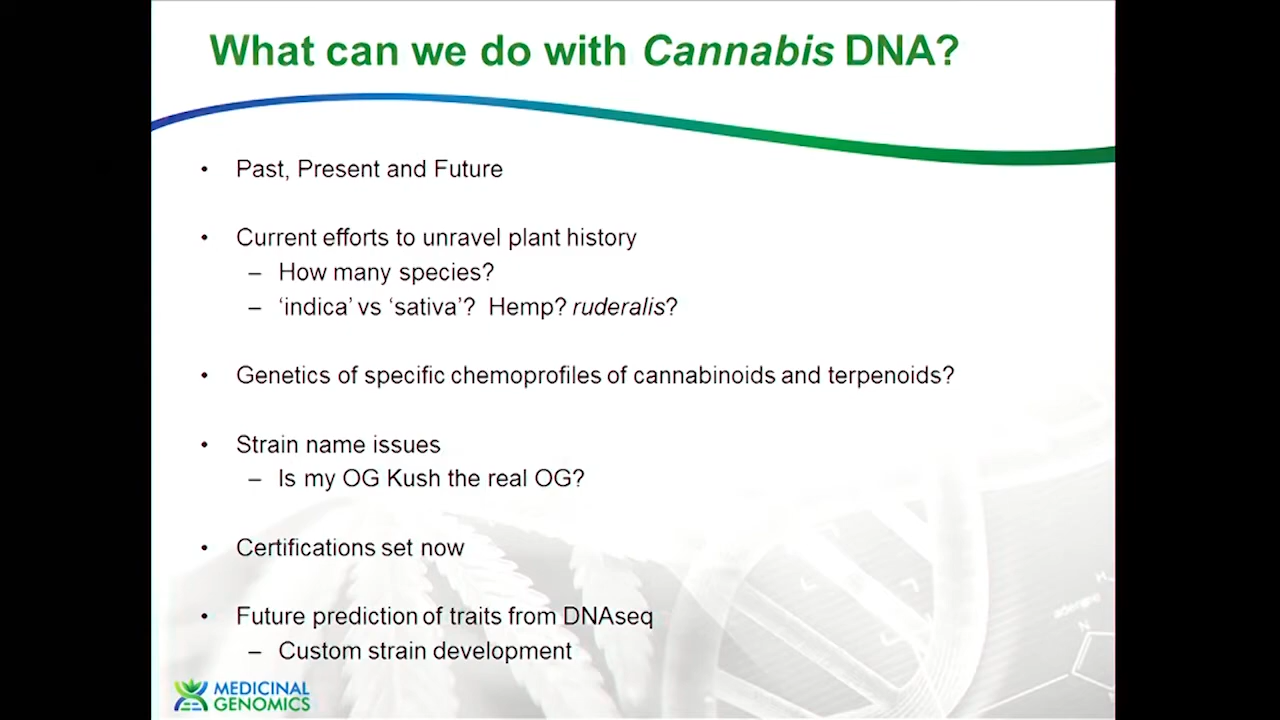 What can we do with Cannabis DNA?
• Past, Present and Future
• Current efforts to unravel plant history
– How many species?
– ‘indica’ vs ‘sativa’? Hemp? ruderalis?
• Genetics of specific chemoprofiles of cannabinoids and terpenoids?
• Strain name issues
– Is my OG Kush the real OG?
• Certifications set now
• Future prediction of traits from DNAseq
– Custom strain development
MEDICINAL
GENOMICS
adenine
N